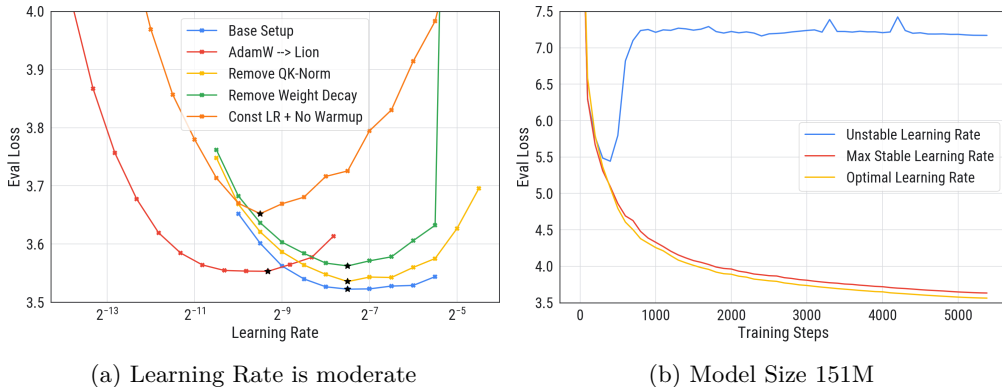 4.0
3.9
3.8
3.7
3.6
3.5
Eval Loss
Base Setup
AdamW --> Lion
Remove QK-Norm
Remove Weight Decay
Const LR + No Warmup
2⁻¹³ 2⁻¹¹ 2⁻⁹ 2⁻⁷ 2⁻⁵
Learning Rate
(a) Learning Rate is moderate
7.5
7.0
6.5
6.0
5.5
5.0
4.5
4.0
3.5
Eval Loss
Unstable Learning Rate
Max Stable Learning Rate
Optimal Learning Rate
0 1000 2000 3000 4000 5000
Training Steps
(b) Model Size 151M